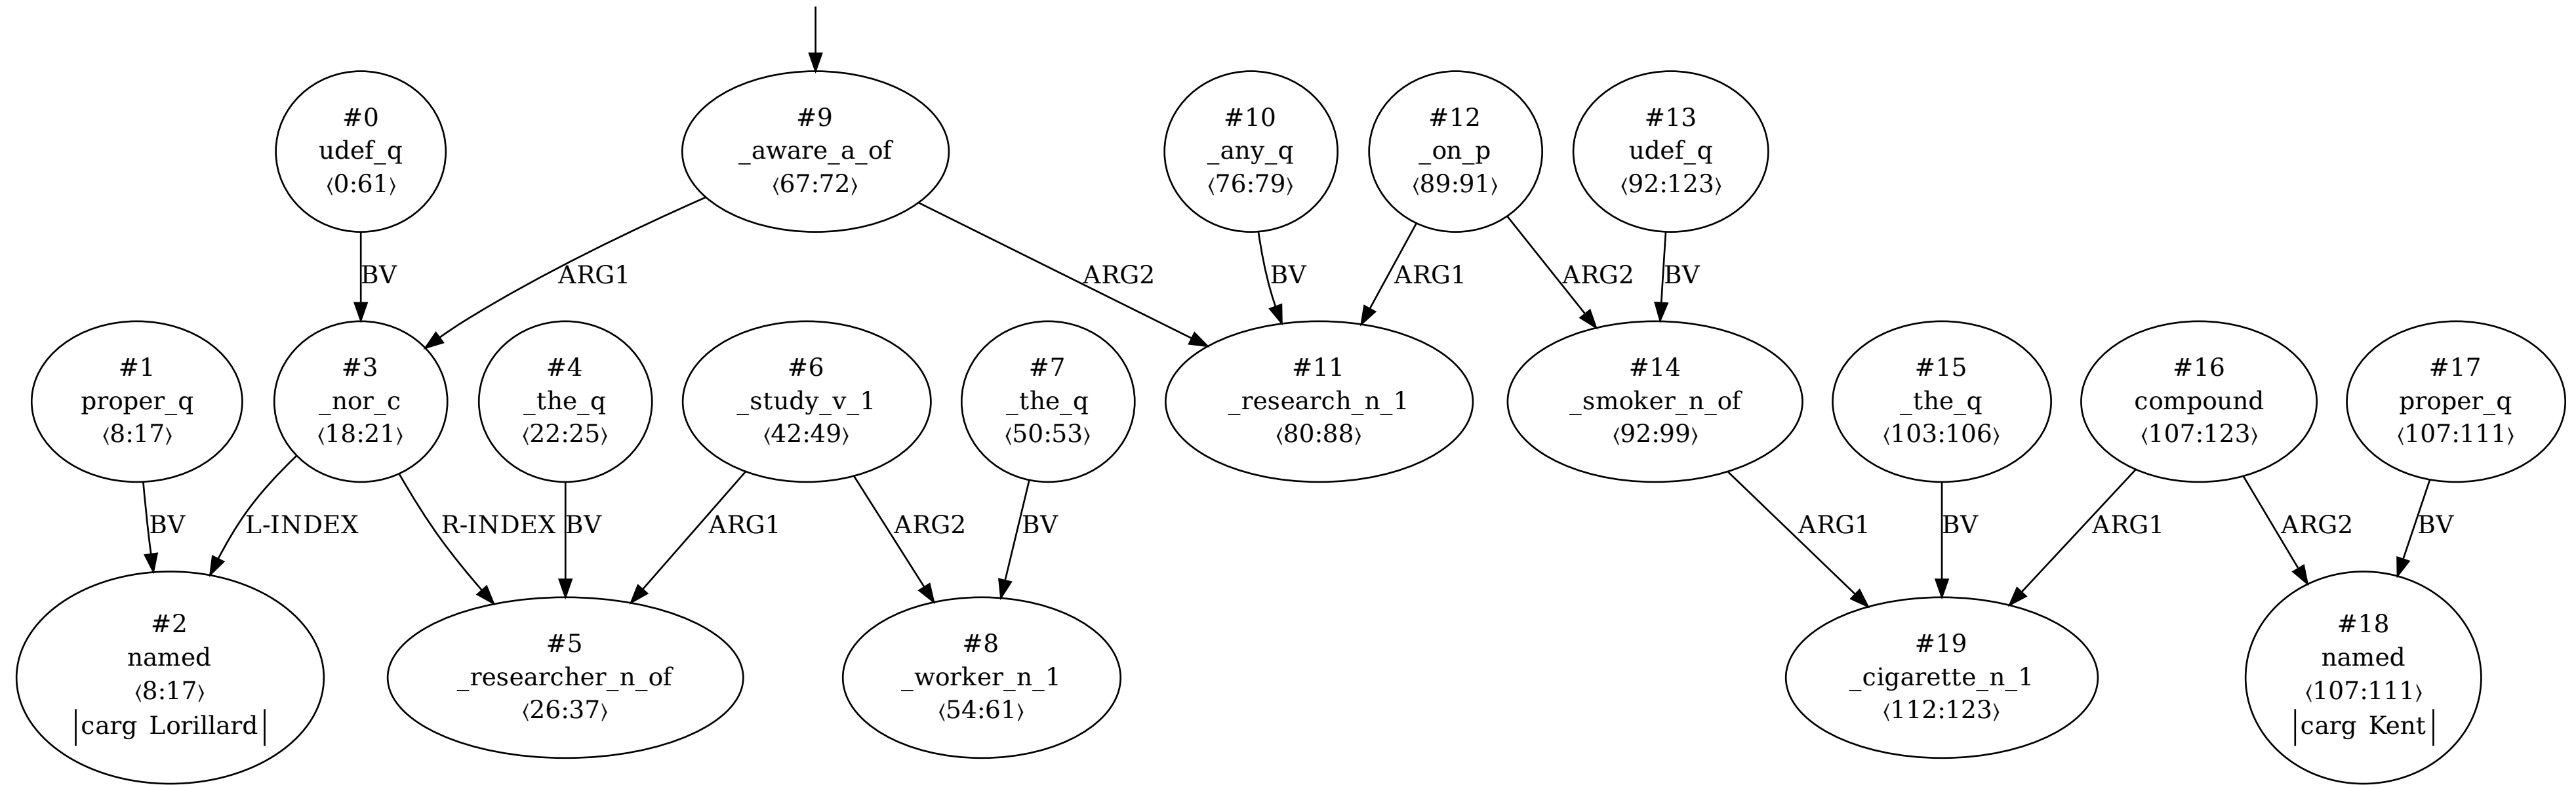 #0
udef_q
⟨0:61⟩
#9
_aware_a_of
⟨67:72⟩
#10
_any_q
⟨76:79⟩
#12
_on_p
⟨89:91⟩
#13
udef_q
⟨92:123⟩
BV
ARG1
ARG2
BV
ARG1
ARG2
BV
#1
proper_q
⟨8:17⟩
#3
_nor_c
⟨18:21⟩
#4
_the_q
⟨22:25⟩
#6
_study_v_1
⟨42:49⟩
#7
_the_q
⟨50:53⟩
#11
_research_n_1
⟨80:88⟩
#14
_smoker_n_of
⟨92:99⟩
#15
_the_q
⟨103:106⟩
#16
compound
⟨107:123⟩
#17
proper_q
⟨107:111⟩
BV
L-INDEX
R-INDEX
BV
ARG1
ARG2
BV
ARG1
BV
ARG1
ARG2
BV
#2
named
⟨8:17⟩
|carg Lorillard|
#5
_researcher_n_of
⟨26:37⟩
#8
_worker_n_1
⟨54:61⟩
#19
_cigarette_n_1
⟨112:123⟩
#18
named
⟨107:111⟩
|carg Kent|